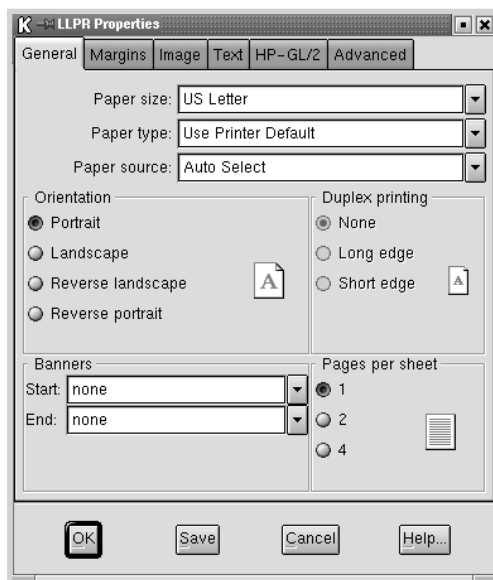 K LLPR Properties
General Margins Image Text HP-GL/2 Advanced
Paper size: US Letter
Paper type: Use Printer Default
Paper source: Auto Select
Orientation
Portrait
Landscape
Reverse landscape
Reverse portrait
A
Duplex printing
None
Long edge
Short edge
A
Banners
Start: none
End: none
Pages per sheet
1
2
4
OK Save Cancel Help...